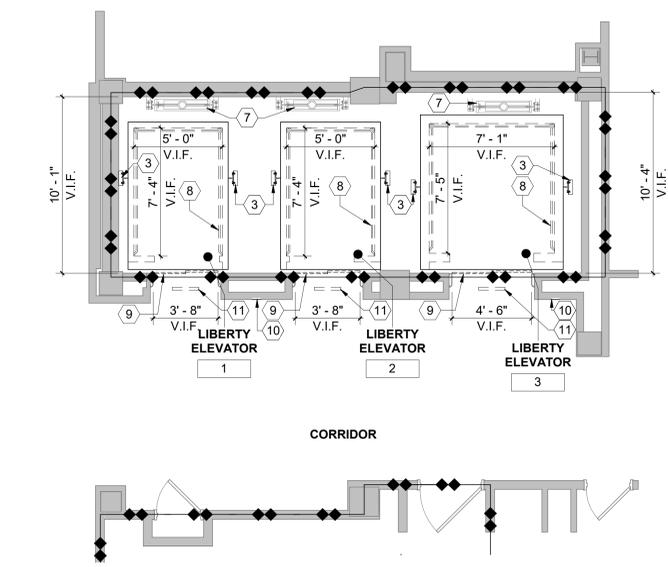 7
7
5' - 0"
V.I.F.
5' - 0"
V.I.F.
7' - 1"
V.I.F.
3
3
8
8
8
10' - 1"
V.I.F.
7' - 4"
V.I.F.
7' - 4"
V.I.F.
7' - 5"
V.I.F.
10' - 4"
V.I.F.
3
3
9
3' - 8"
V.I.F.
11
10
9
3' - 8"
V.I.F.
11
9
4' - 6"
V.I.F.
10
11
LIBERTY
ELEVATOR
1
LIBERTY
ELEVATOR
2
LIBERTY
ELEVATOR
3
CORRIDOR